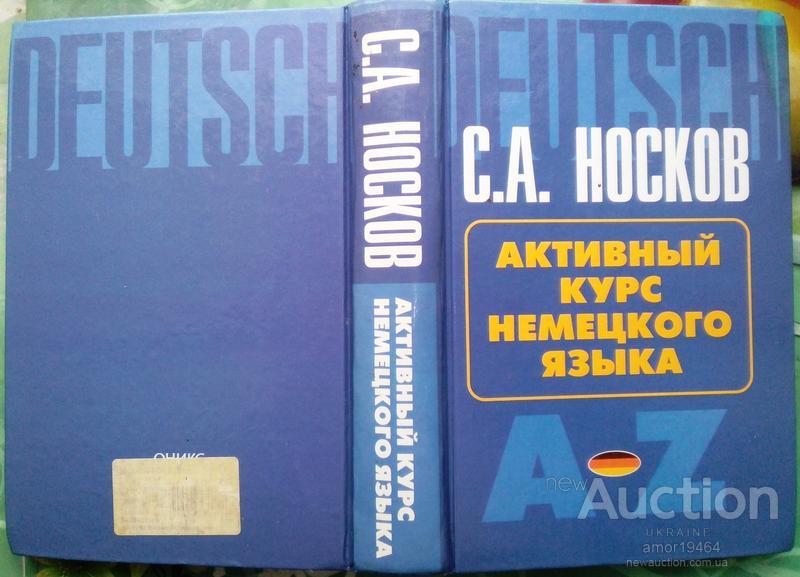 DEUTSCH
ОНИКС
С.А. НОСКОВ
АКТИВНЫЙ КУРС
НЕМЕЦКОГО ЯЗЫКА
DEUTSCH
С.А. НОСКОВ
АКТИВНЫЙ
КУРС
НЕМЕЦКОГО
ЯЗЫКА
A-Z
new Auction
UKRAINE
amor19464
newauction.com.ua